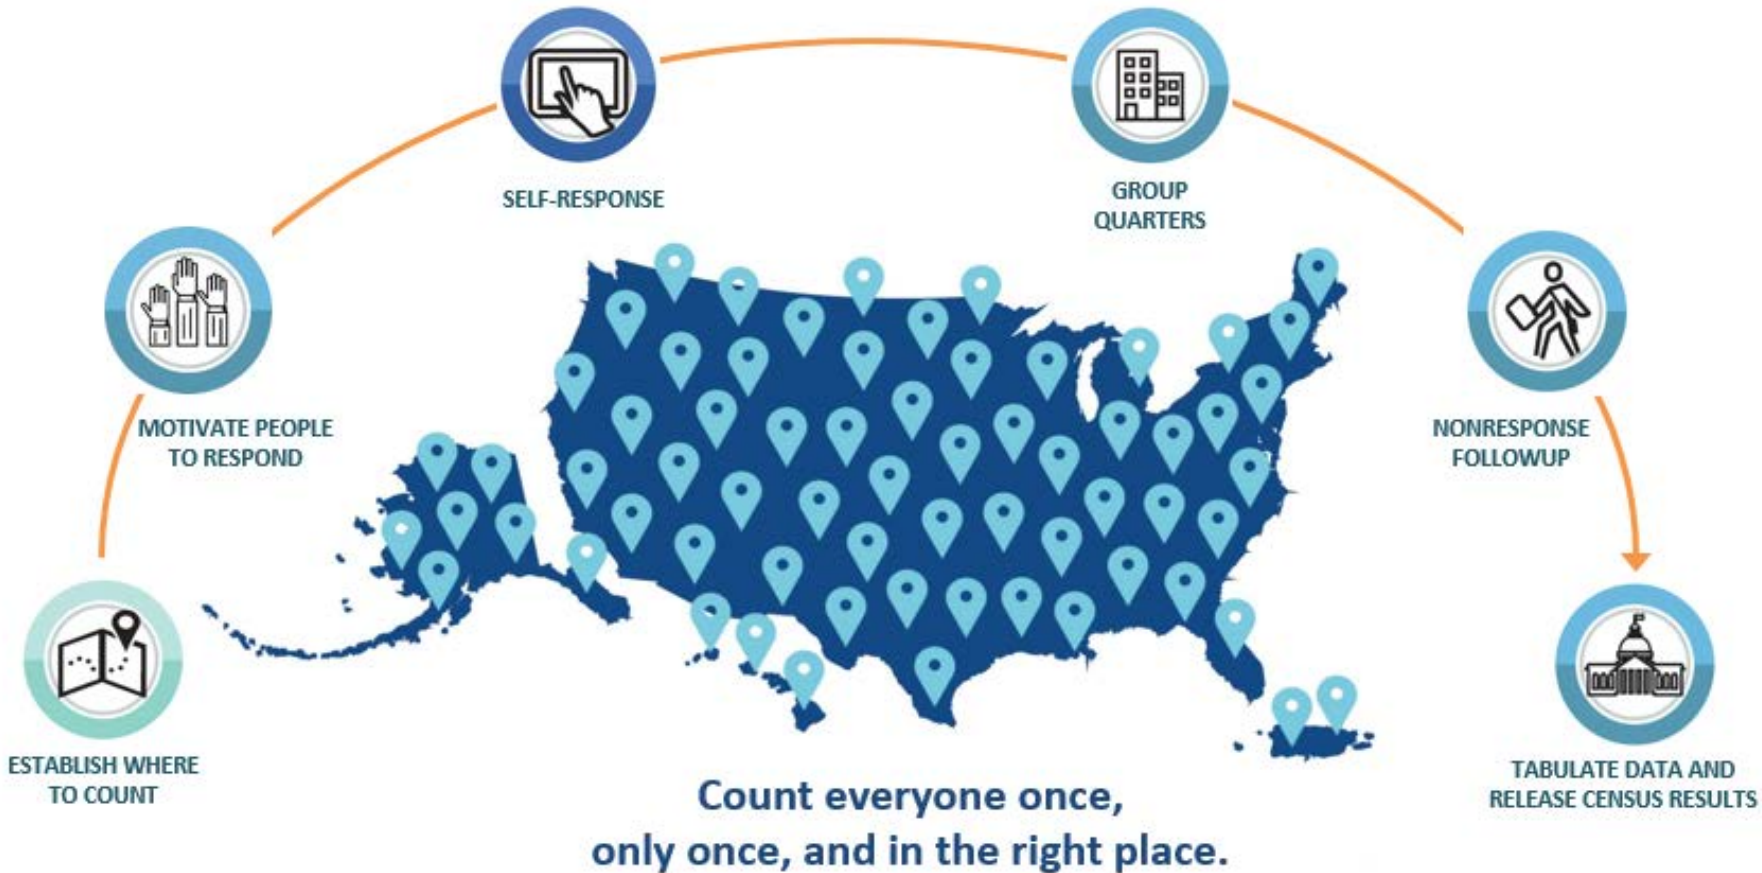 SELF-RESPONSE
GROUP
QUARTERS
MOTIVATE PEOPLE
TO RESPOND
NONRESPONSE
FOLLOWUP
ESTABLISH WHERE
TO COUNT
TABULATE DATA AND
RELEASE CENSUS RESULTS
Count everyone once,
only once, and in the right place.